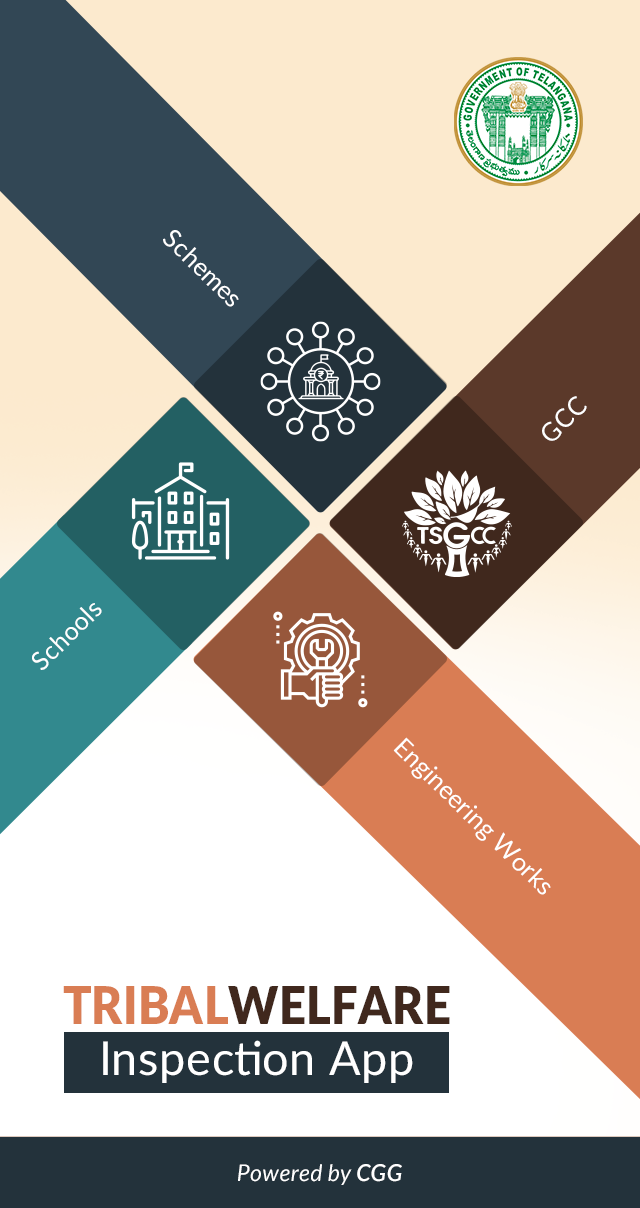 GOVERNMENT OF TELANGANA
తెలంగాణ ప్రభుత్వము
Schemes
₹
GCC
TSGCC
Schools
Engineering Works
TRIBALWELFARE
Inspection App
Powered by CGG